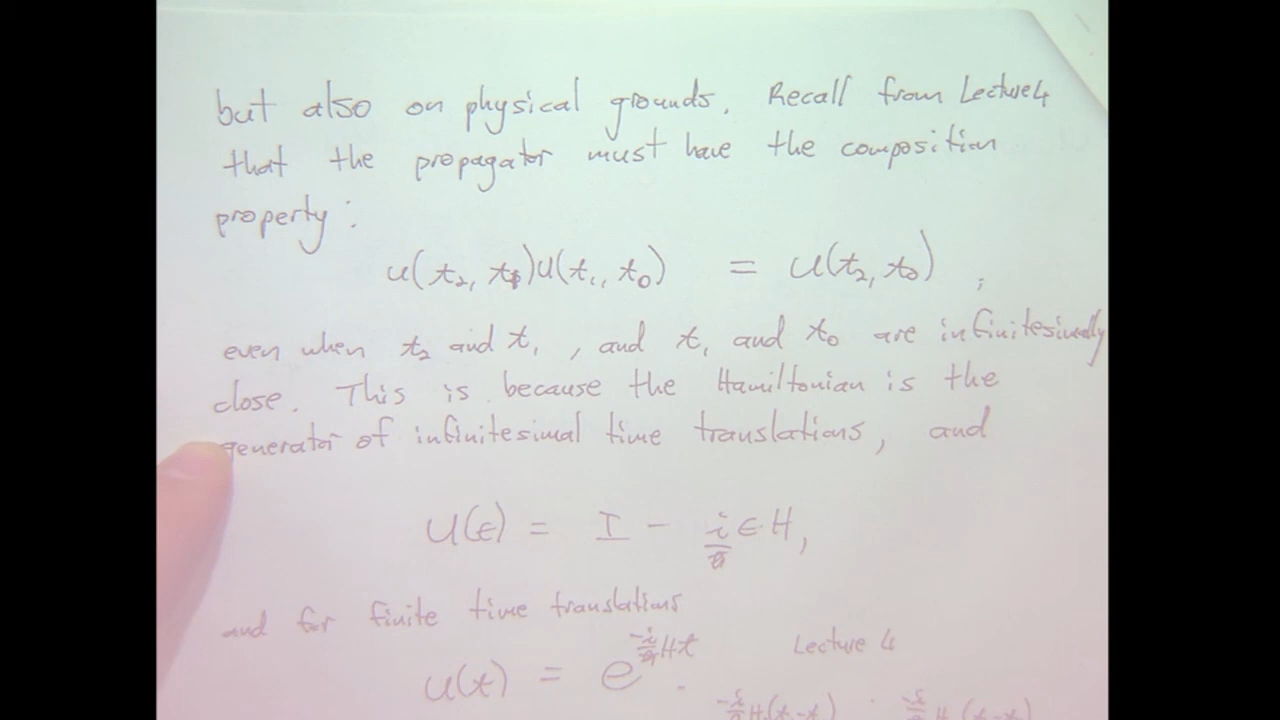 but also on physical grounds. Recall from Lecture 4
that the propagator must have the composition
property:
U(t₂, t₁)U(t₁, t₀) = U(t₂, t₀) ;
even when t₂ and t₁ , and t₁ and t₀ are infinitesimally
close. This is because the Hamiltonian is the
generator of infinitesimal time translations, and
U(ε) = I - i/ħ ε H,
and for finite time translations
U(t) = e^{-i/ħ Ht} . Lecture 4